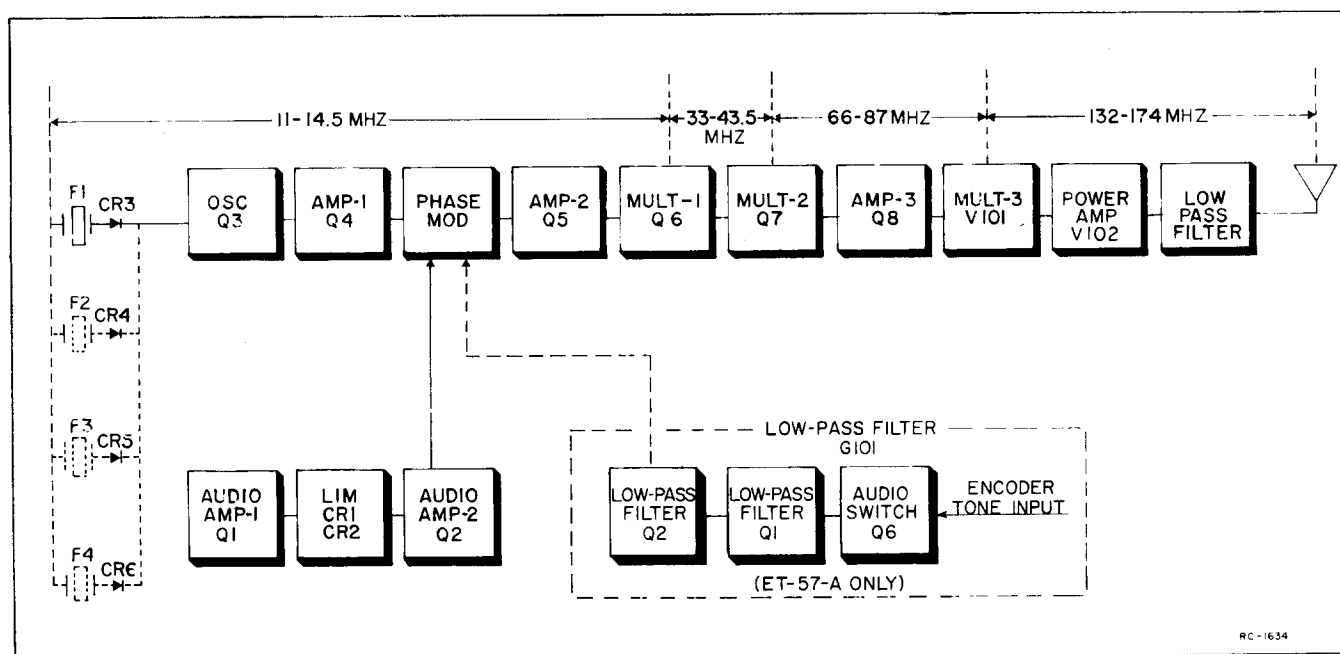 11-14.5 MHZ
33-43.5
MHZ
66-87 MHZ
132-174 MHZ
F1
CR3
OSC
Q3
AMP-1
Q4
PHASE
MOD
AMP-2
Q5
MULT-1
Q6
MULT-2
Q7
AMP-3
Q8
MULT-3
V101
POWER
AMP
V102
LOW
PASS
FILTER
F2
CR4
F3
CR5
F4
CR6
AUDIO
AMP-1
Q1
LIM
CR1
CR2
AUDIO
AMP-2
Q2
LOW-PASS FILTER
G101
LOW-PASS
FILTER
Q2
LOW-PASS
FILTER
Q1
AUDIO
SWITCH
Q6
ENCODER
TONE INPUT
(ET-57-A ONLY)
RC-1634